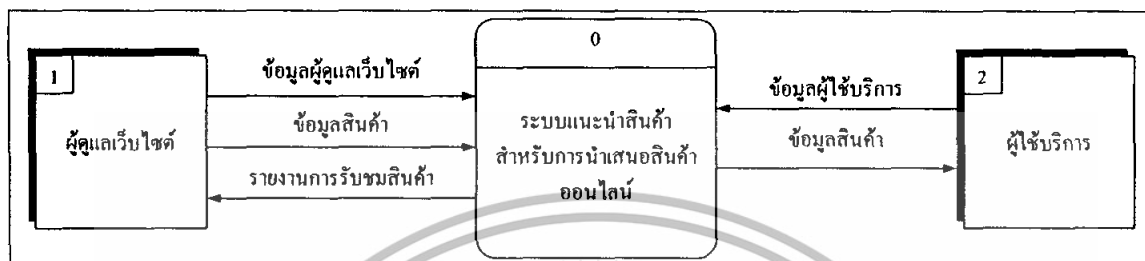 1
ผู้ดูแลเว็บไซต์
ข้อมูลผู้ดูแลเว็บไซต์
ข้อมูลสินค้า
รายงานการรับชมสินค้า
0
ระบบแนะนำสินค้า
สำหรับการนำเสนอสินค้า
ออนไลน์
ข้อมูลผู้ใช้บริการ
ข้อมูลสินค้า
2
ผู้ใช้บริการ